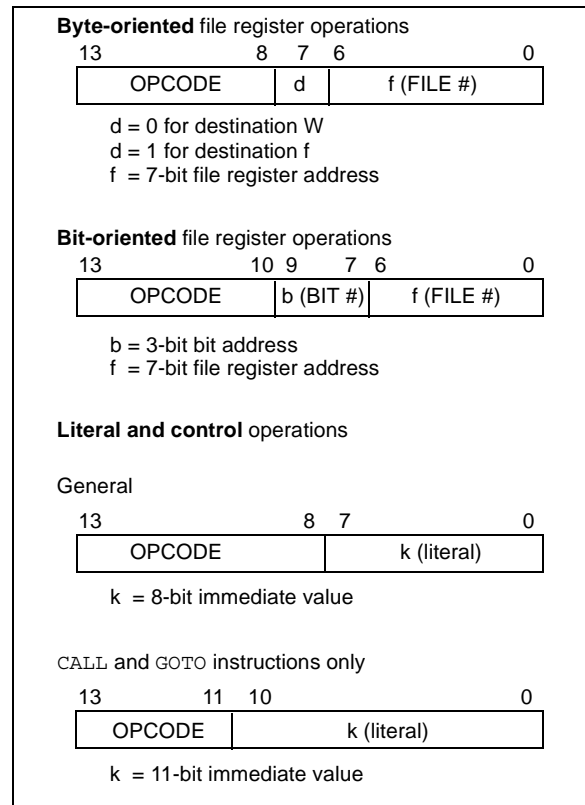 Byte-oriented file register operations
13 8 7 6 0
OPCODE d f (FILE #)
d = 0 for destination W
d = 1 for destination f
f = 7-bit file register address
Bit-oriented file register operations
13 10 9 7 6 0
OPCODE b (BIT #) f (FILE #)
b = 3-bit bit address
f = 7-bit file register address
Literal and control operations
General
13 8 7 0
OPCODE k (literal)
k = 8-bit immediate value
CALL and GOTO instructions only
13 11 10 0
OPCODE k (literal)
k = 11-bit immediate value